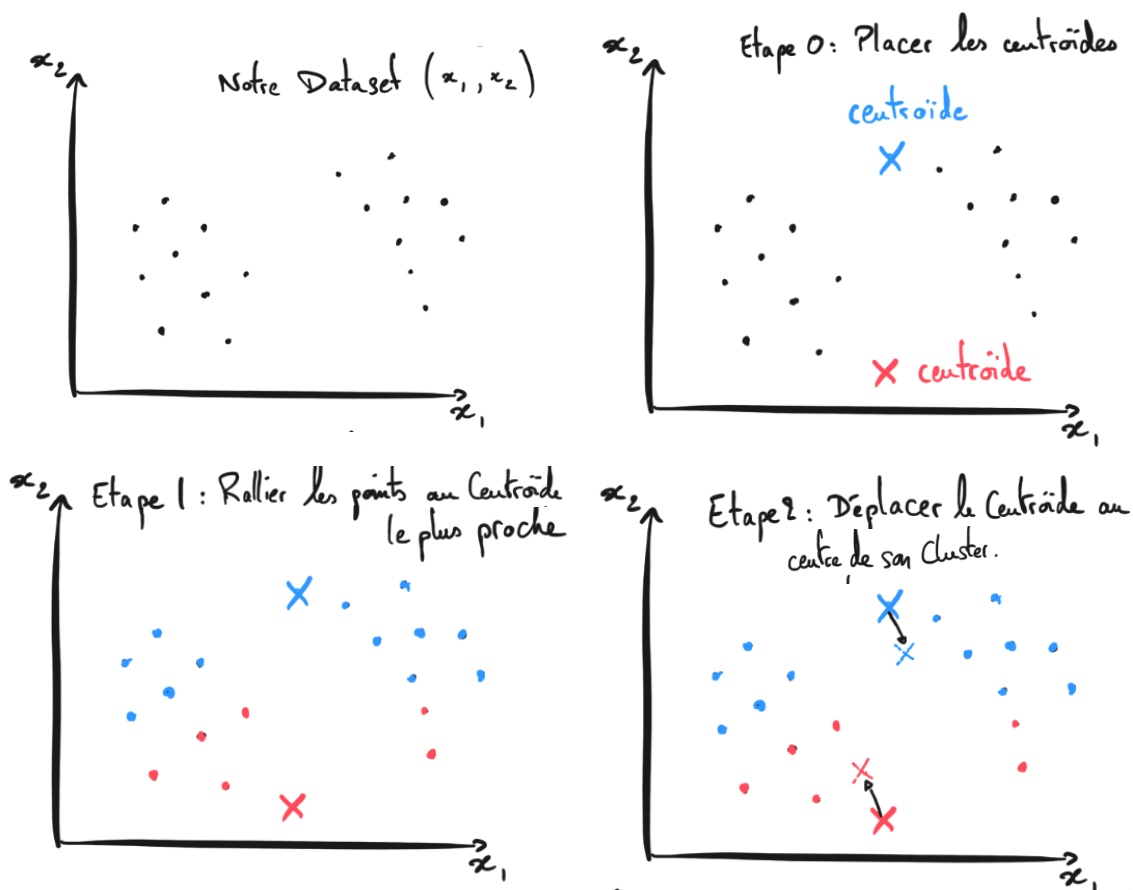 Notre Dataset (x₁, x₂)
x₂
x₁
Etape 0: Placer les centroïdes
x₂
centroïde
centroïde
x₁
Etape 1: Rallier les points au Centroïde
le plus proche
x₂
x₁
Etape 2: Déplacer le Centroïde au
centre de son Cluster.
x₂
x₁